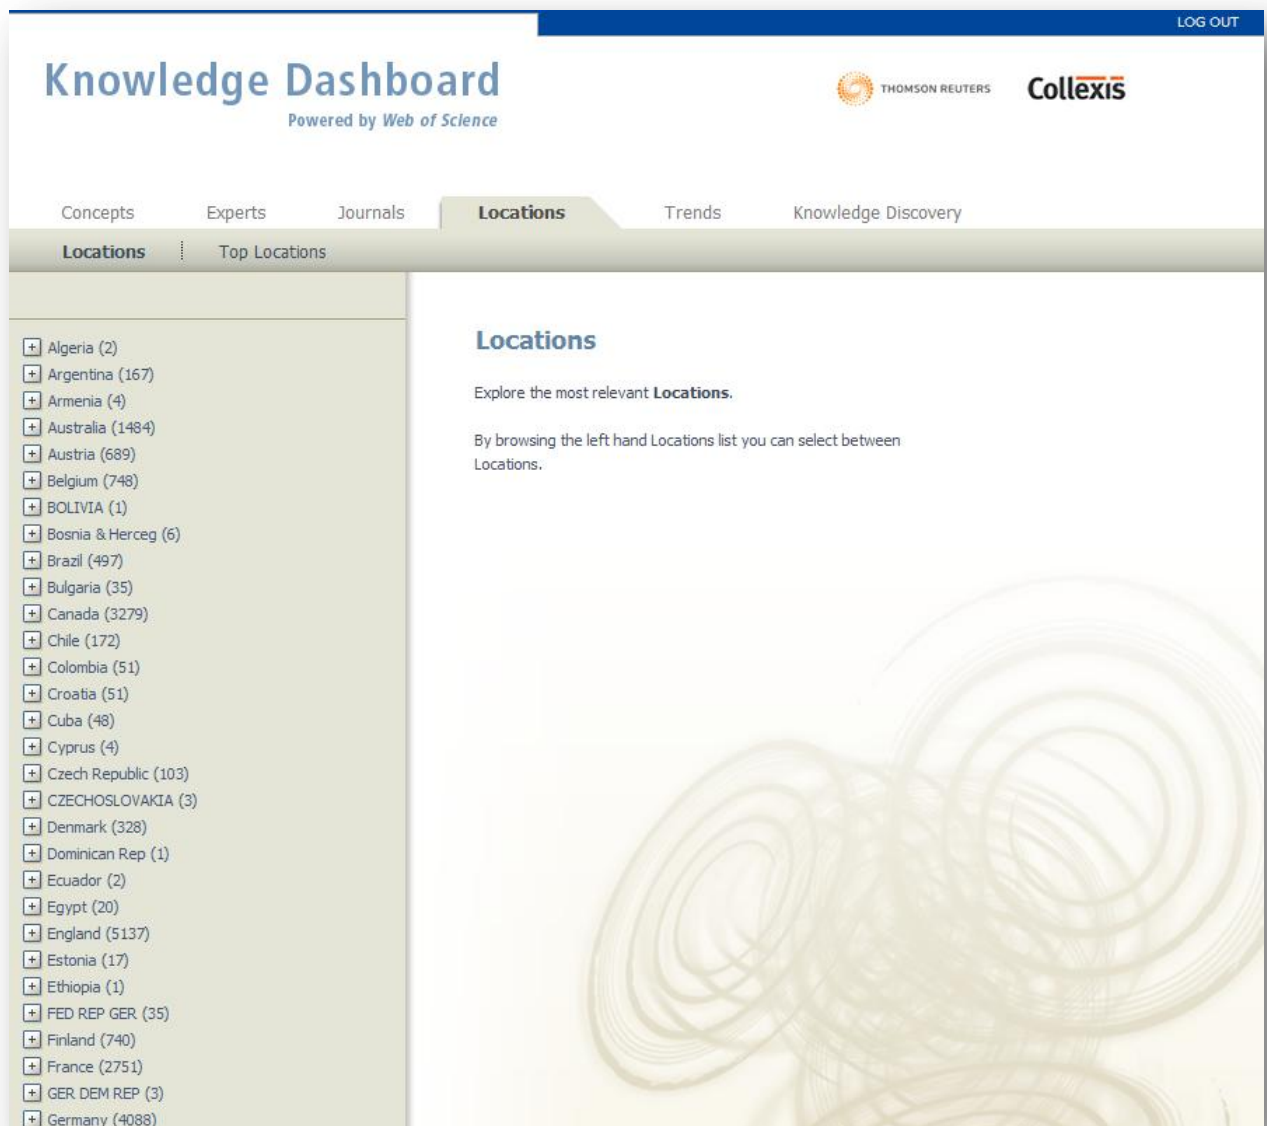 LOG OUT
Knowledge Dashboard
Powered by Web of Science
THOMSON REUTERS
Collexis
Concepts Experts Journals Locations Trends Knowledge Discovery
Locations Top Locations
Algeria (2)
Argentina (167)
Armenia (4)
Australia (1484)
Austria (689)
Belgium (748)
BOLIVIA (1)
Bosnia & Herceg (6)
Brazil (497)
Bulgaria (35)
Canada (3279)
Chile (172)
Colombia (51)
Croatia (51)
Cuba (48)
Cyprus (4)
Czech Republic (103)
CZECHOSLOVAKIA (3)
Denmark (328)
Dominican Rep (1)
Ecuador (2)
Egypt (20)
England (5137)
Estonia (17)
Ethiopia (1)
FED REP GER (35)
Finland (740)
France (2751)
GER DEM REP (3)
Germany (4088)
Locations
Explore the most relevant Locations.
By browsing the left hand Locations list you can select between
Locations.